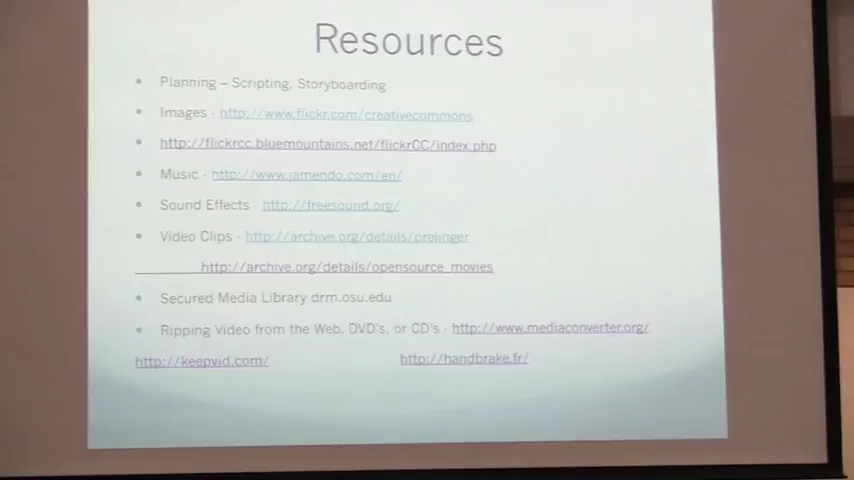 Resources
• Planning – Scripting, Storyboarding
• Images - http://www.flickr.com/creativecommons
• http://flickrcc.bluemountains.net/flickrCC/index.php
• Music - http://www.jamendo.com/en/
• Sound Effects - http://freesound.org/
• Video Clips - http://archive.org/details/prelinger
http://archive.org/details/opensource_movies
• Secured Media Library drm.osu.edu
• Ripping Video from the Web, DVD's, or CD's - http://www.mediaconverter.org/
http://keepvid.com/ http://handbrake.fr/